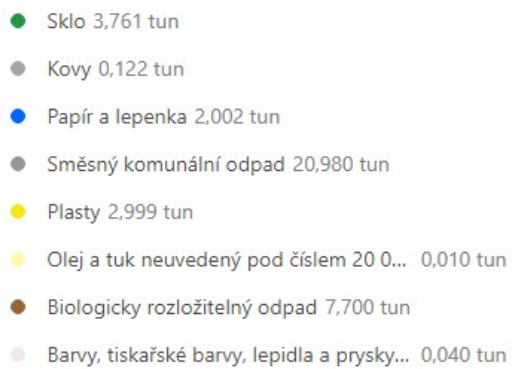 Sklo 3,761 tun
Kovy 0,122 tun
Papír a lepenka 2,002 tun
Směsný komunální odpad 20,980 tun
Plasty 2,999 tun
Olej a tuk neuvedený pod číslem 20 0... 0,010 tun
Biologicky rozložitelný odpad 7,700 tun
Barvy, tiskařské barvy, lepidla a prysky... 0,040 tun